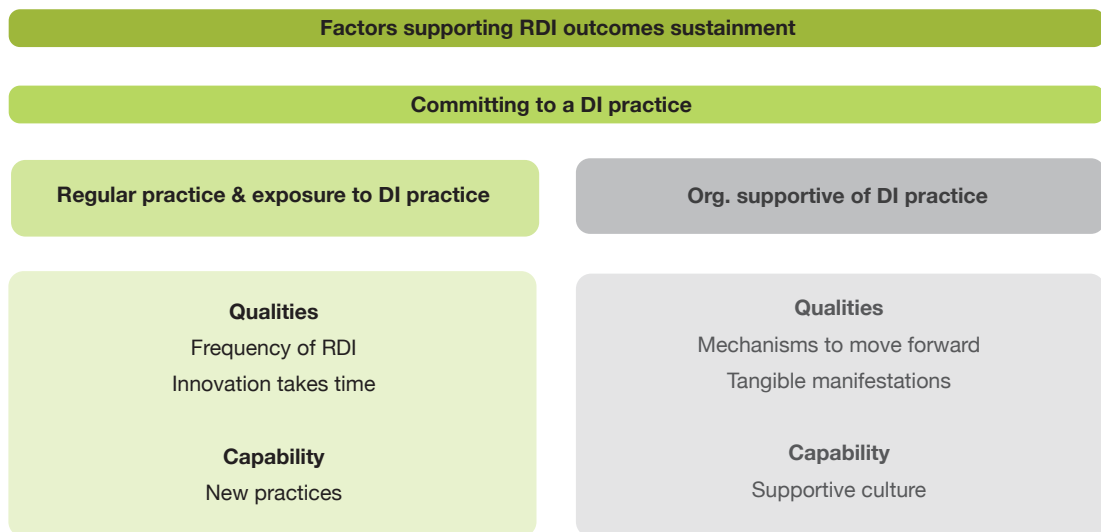 Factors supporting RDI outcomes sustainment
Committing to a DI practice
Regular practice & exposure to DI practice
Qualities
Frequency of RDI
Innovation takes time
Capability
New practices
Org. supportive of DI practice
Qualities
Mechanisms to move forward
Tangible manifestations
Capability
Supportive culture